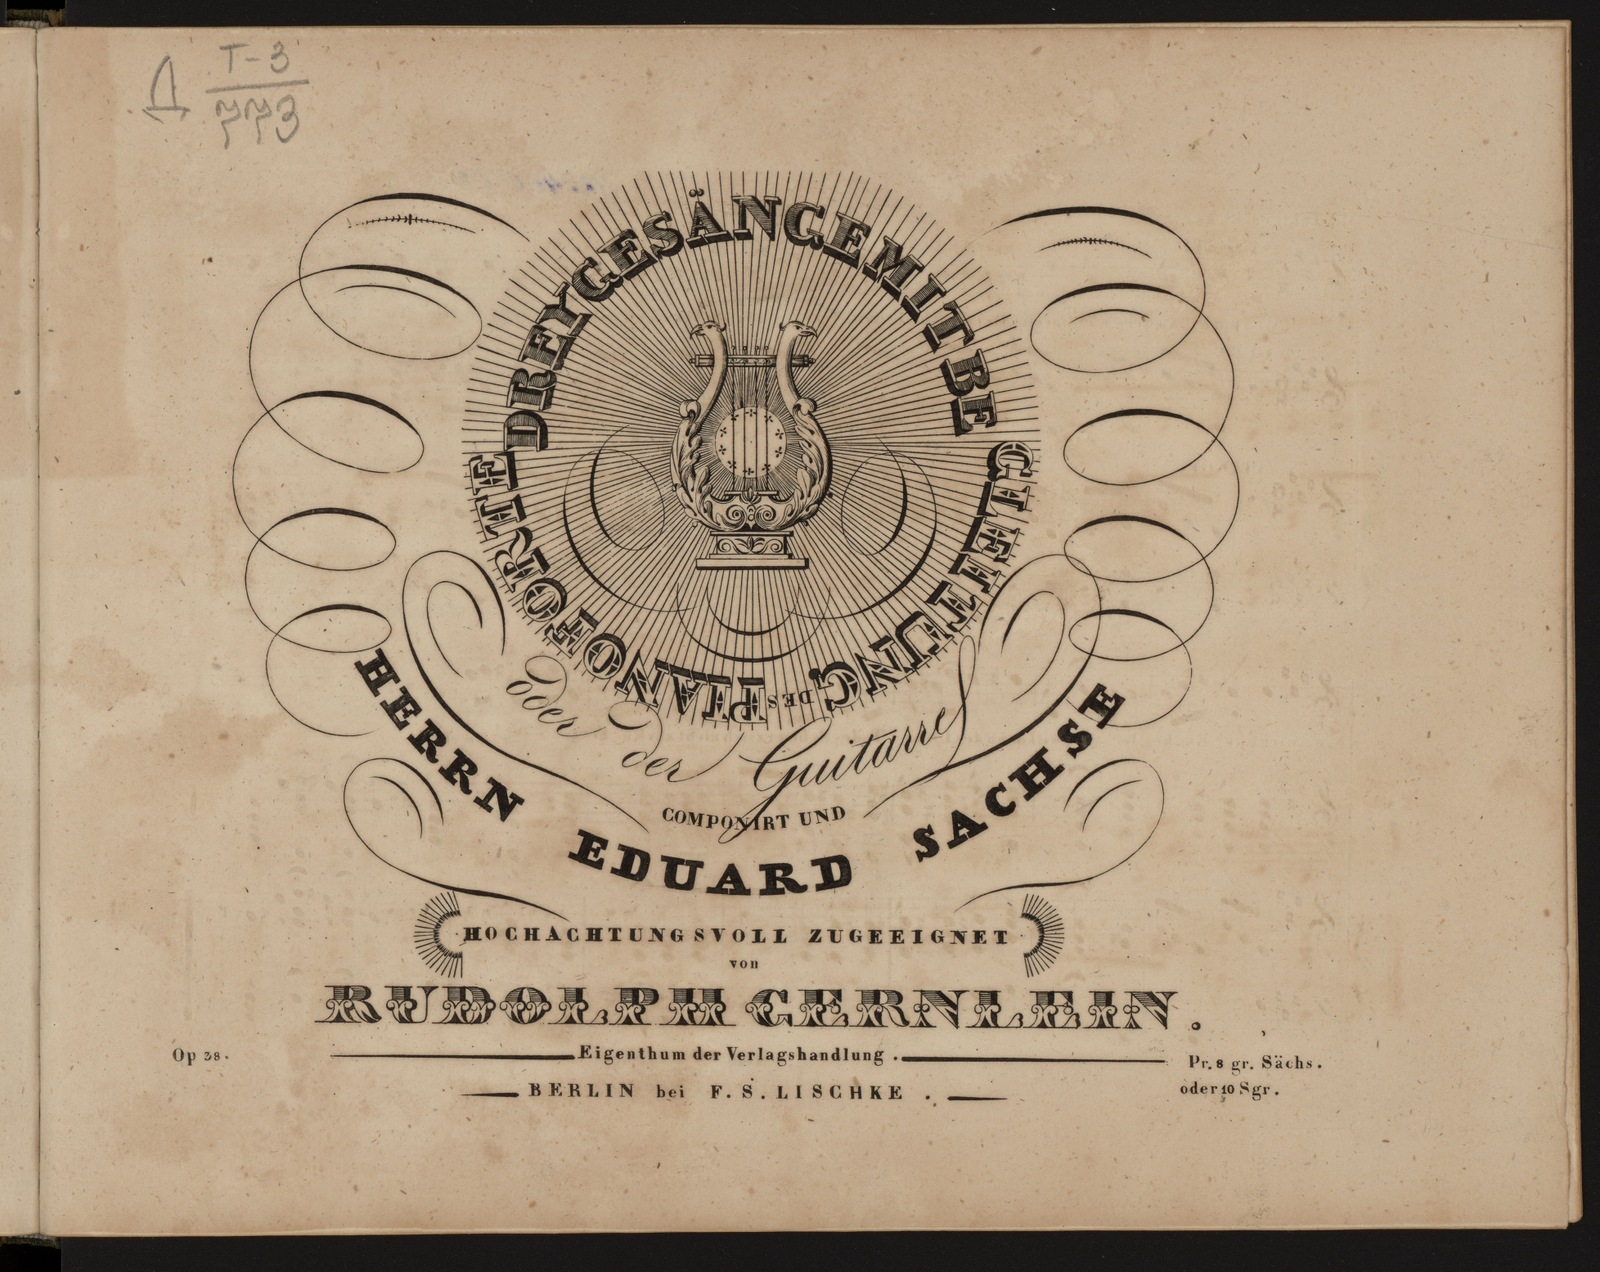 Д Т-3
773
DREY GESÄNGE MIT BEGLEITUNG DES PIANOFORTE
oder der Guitarre
COMPONIRT UND
HERRN EDUARD SACHSE
HOCHACHTUNGSVOLL ZUGEEIGNET
von
RUDOLPH GERNLEIN.
Op 38.
Eigenthum der Verlagshandlung.
Pr. 8 gr. Sächs.
BERLIN bei F. S. LISCHKE.
oder 10 Sgr.